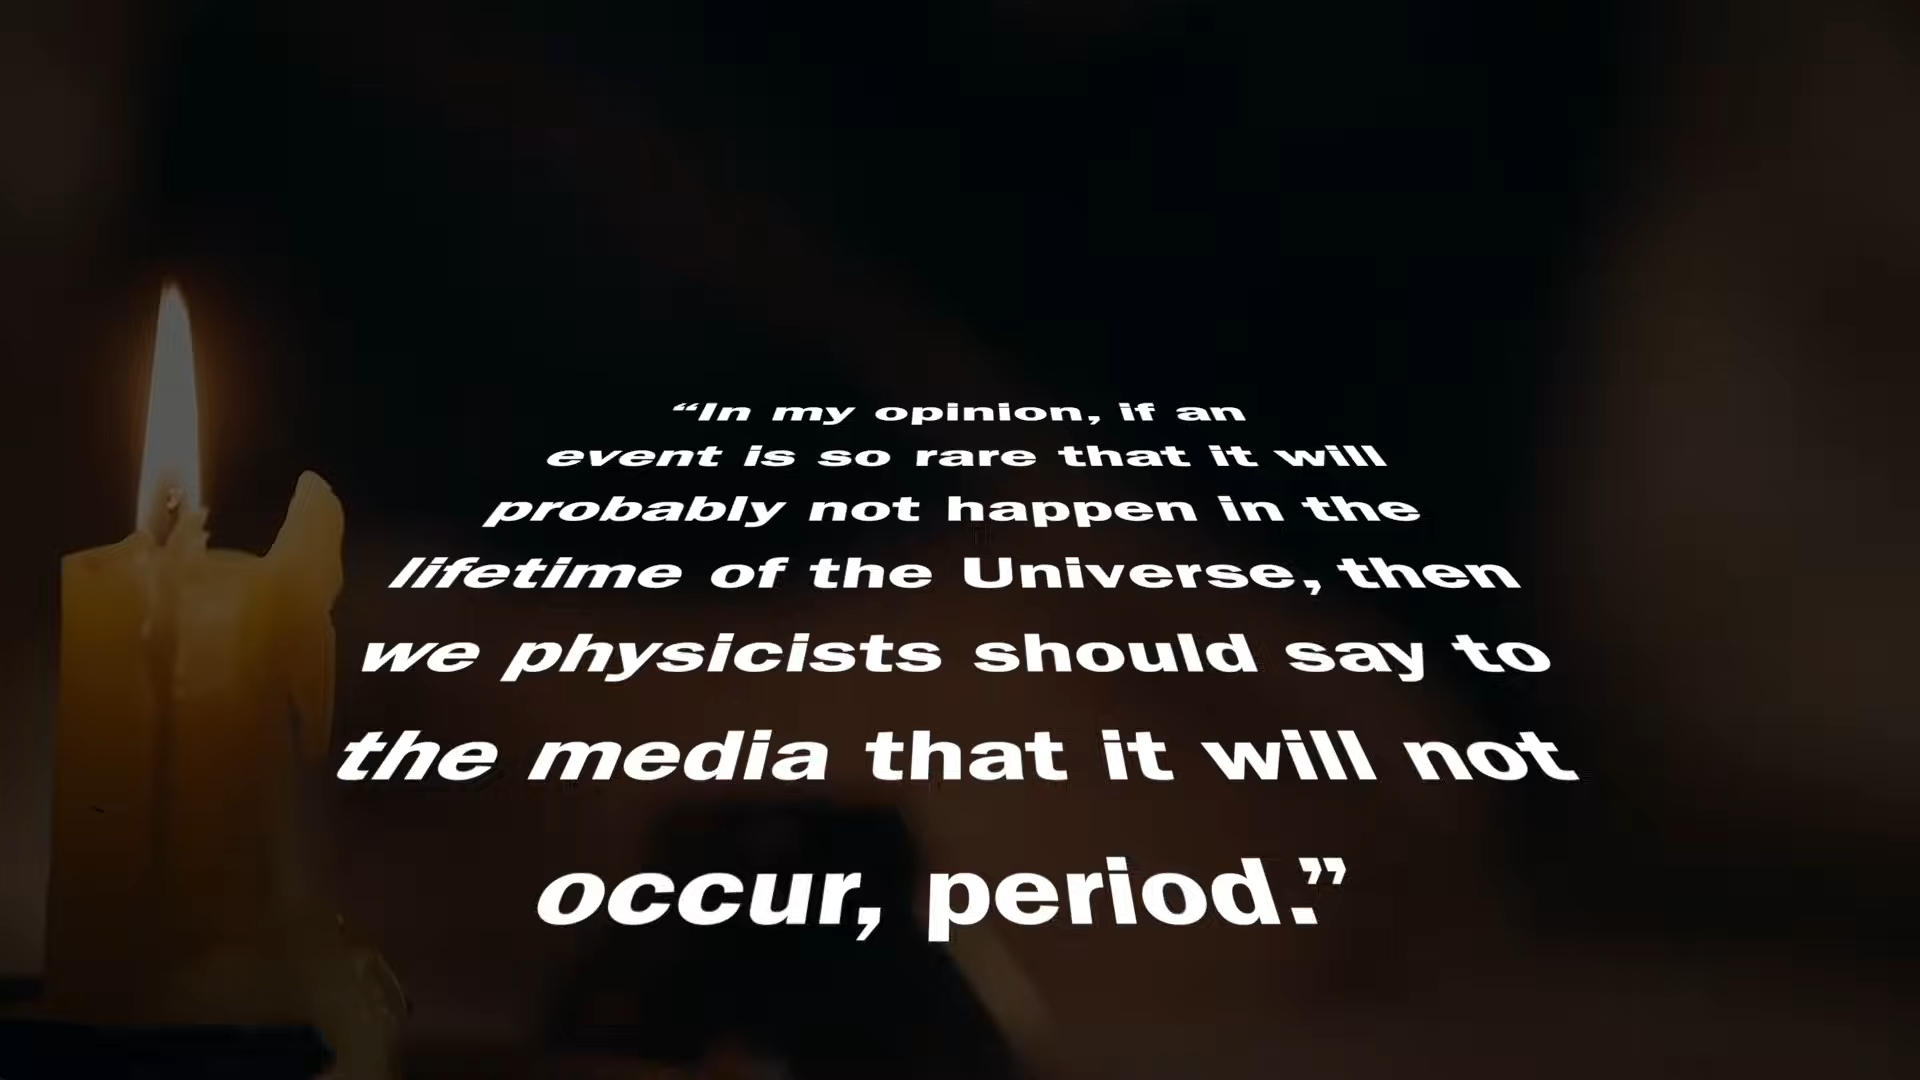 “In my opinion, if an
event is so rare that it will
probably not happen in the
lifetime of the Universe, then
we physicists should say to
the media that it will not
occur, period.”